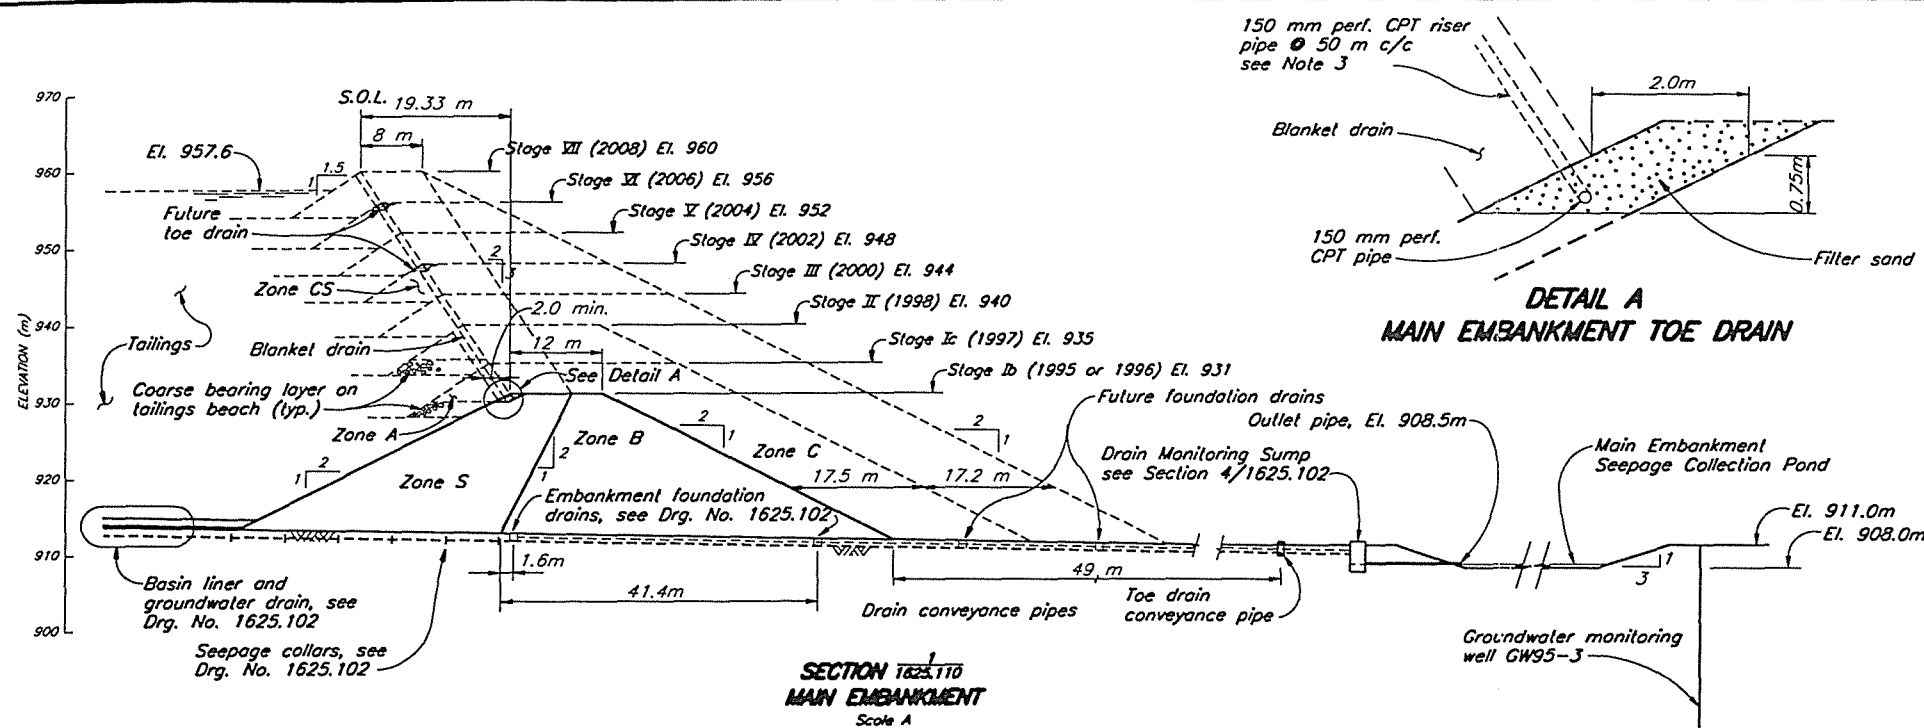 150 mm perf. CPT riser
pipe @ 50 m c/c
see Note 3
2.0m
Blanket drain
0.75m
150 mm perf.
CPT pipe
Filter sand
DETAIL A
MAIN EMBANKMENT TOE DRAIN
S.O.L.
19.33 m
8 m
El. 957.6
1
1.5
Stage VII (2008) El. 960
Stage VI (2006) El. 956
Stage V (2004) El. 952
Stage IV (2002) El. 948
Stage III (2000) El. 944
Stage II (1998) El. 940
Stage Ic (1997) El. 935
Stage Ib (1995 or 1996) El. 931
970
960
950
940
930
920
910
900
ELEVATION (m)
Future
toe drain
Zone CS
2
3
2.0 min.
Tailings
Blanket drain
12 m
See Detail A
Coarse bearing layer on
tailings beach (typ.)
Zone A
Future foundation drains
Outlet pipe, El. 908.5m
2
1
Zone S
1
2
Zone B
2
1
Zone C
2
1
17.5 m
17.2 m
Drain Monitoring Sump
see Section 4/1625.102
Main Embankment
Seepage Collection Pond
Embankment foundation
drains, see Drg. No. 1625.102
El. 911.0m
El. 908.0m
1
3
1.6m
41.4m
49 m
Basin liner and
groundwater drain, see
Drg. No. 1625.102
Seepage collars, see
Drg. No. 1625.102
Drain conveyance pipes
Toe drain
conveyance pipe
Groundwater monitoring
well GW95-3
SECTION 1
1625.110
MAIN EMBANKMENT
Scale A